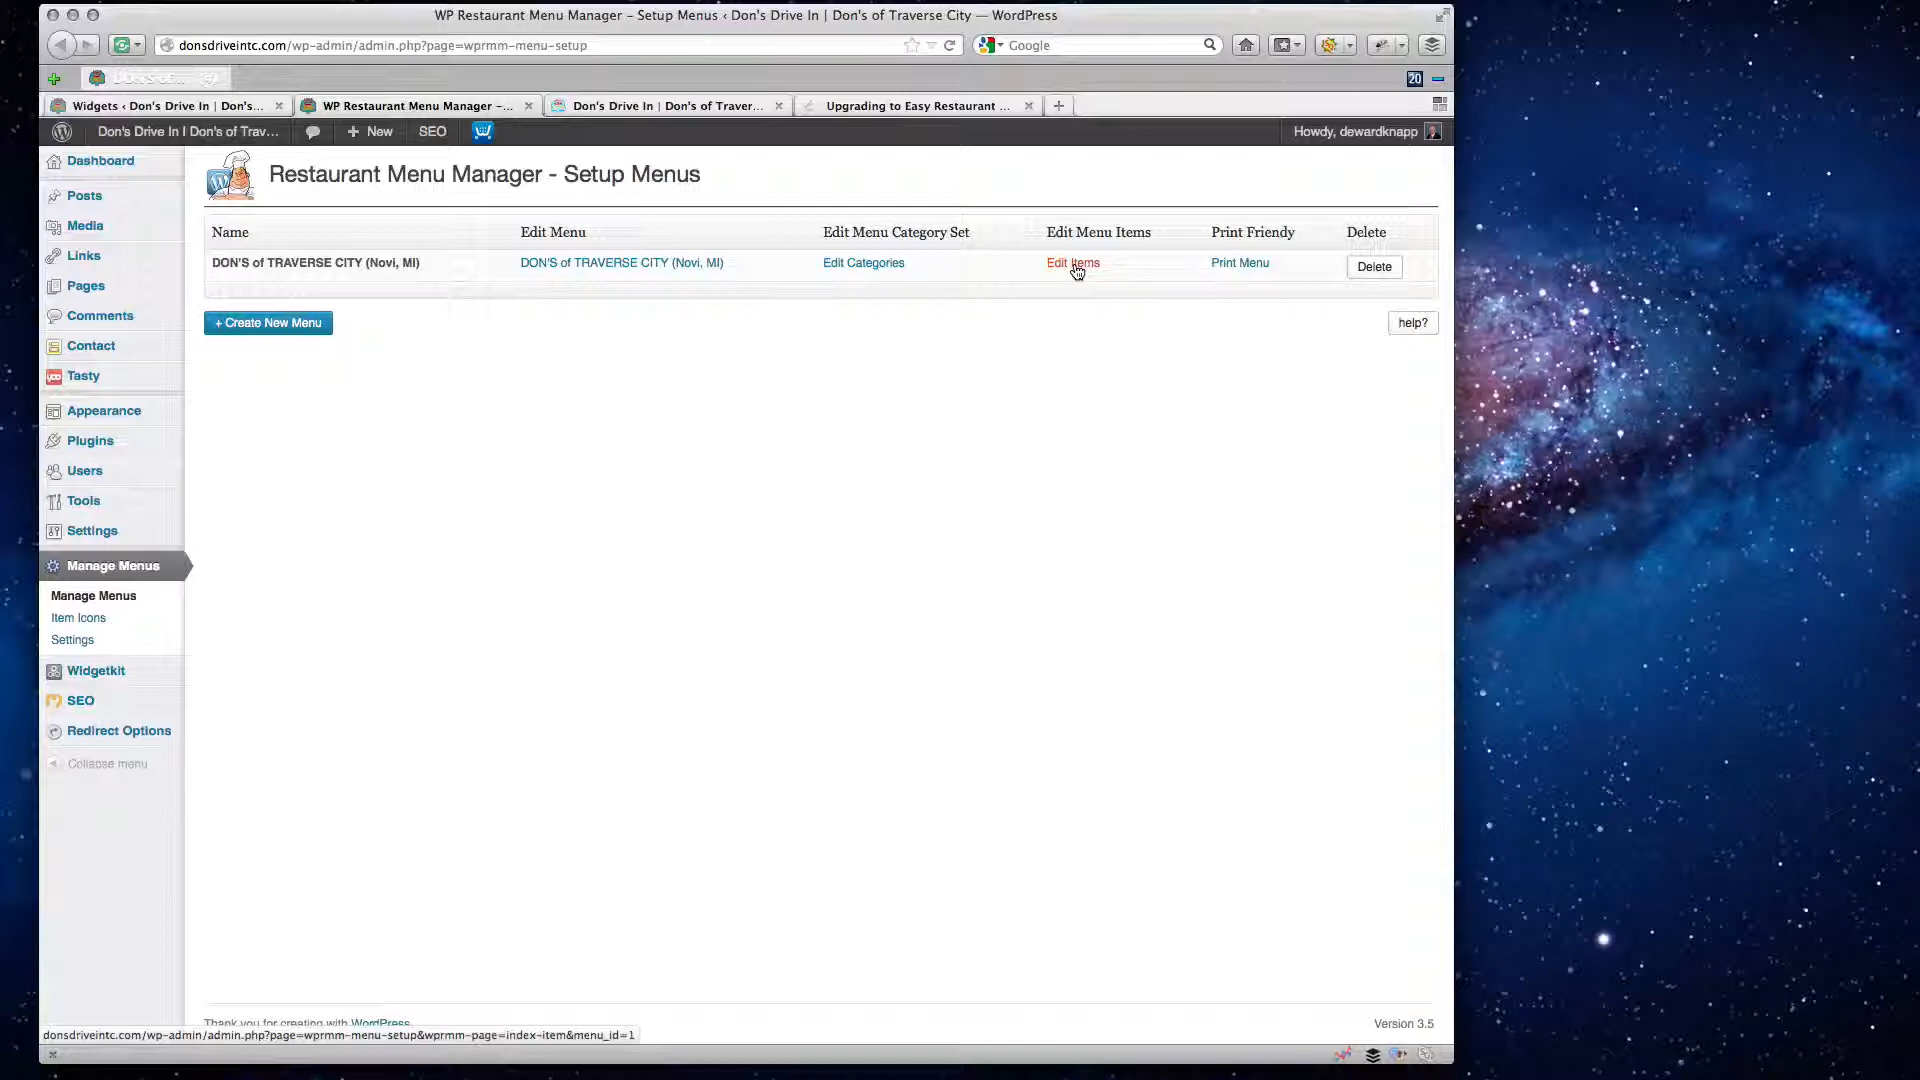 WP Restaurant Menu Manager – Setup Menus ‹ Don's Drive In | Don's of Traverse City — WordPress
donsdriveintc.com/wp-admin/admin.php?page=wprmm-menu-setup
Google
20
Widgets ‹ Don's Drive In | Don's...
WP Restaurant Menu Manager –...
Don's Drive In | Don's of Traver...
Upgrading to Easy Restaurant ...
Don's Drive In | Don's of Trav...
New
SEO
Howdy, dewardknapp
Dashboard
Posts
Media
Links
Pages
Comments
Contact
Tasty
Appearance
Plugins
Users
Tools
Settings
Manage Menus
Manage Menus
Item Icons
Settings
Widgetkit
SEO
Redirect Options
Collapse menu
Restaurant Menu Manager - Setup Menus
Name Edit Menu Edit Menu Category Set Edit Menu Items Print Friendy Delete
DON'S of TRAVERSE CITY (Novi, MI) DON'S of TRAVERSE CITY (Novi, MI) Edit Categories Edit Items Print Menu Delete
+ Create New Menu
help?
Thank you for creating with WordPress.
Version 3.5
donsdriveintc.com/wp-admin/admin.php?page=wprmm-menu-setup&wprmm-page=index-item&menu_id=1